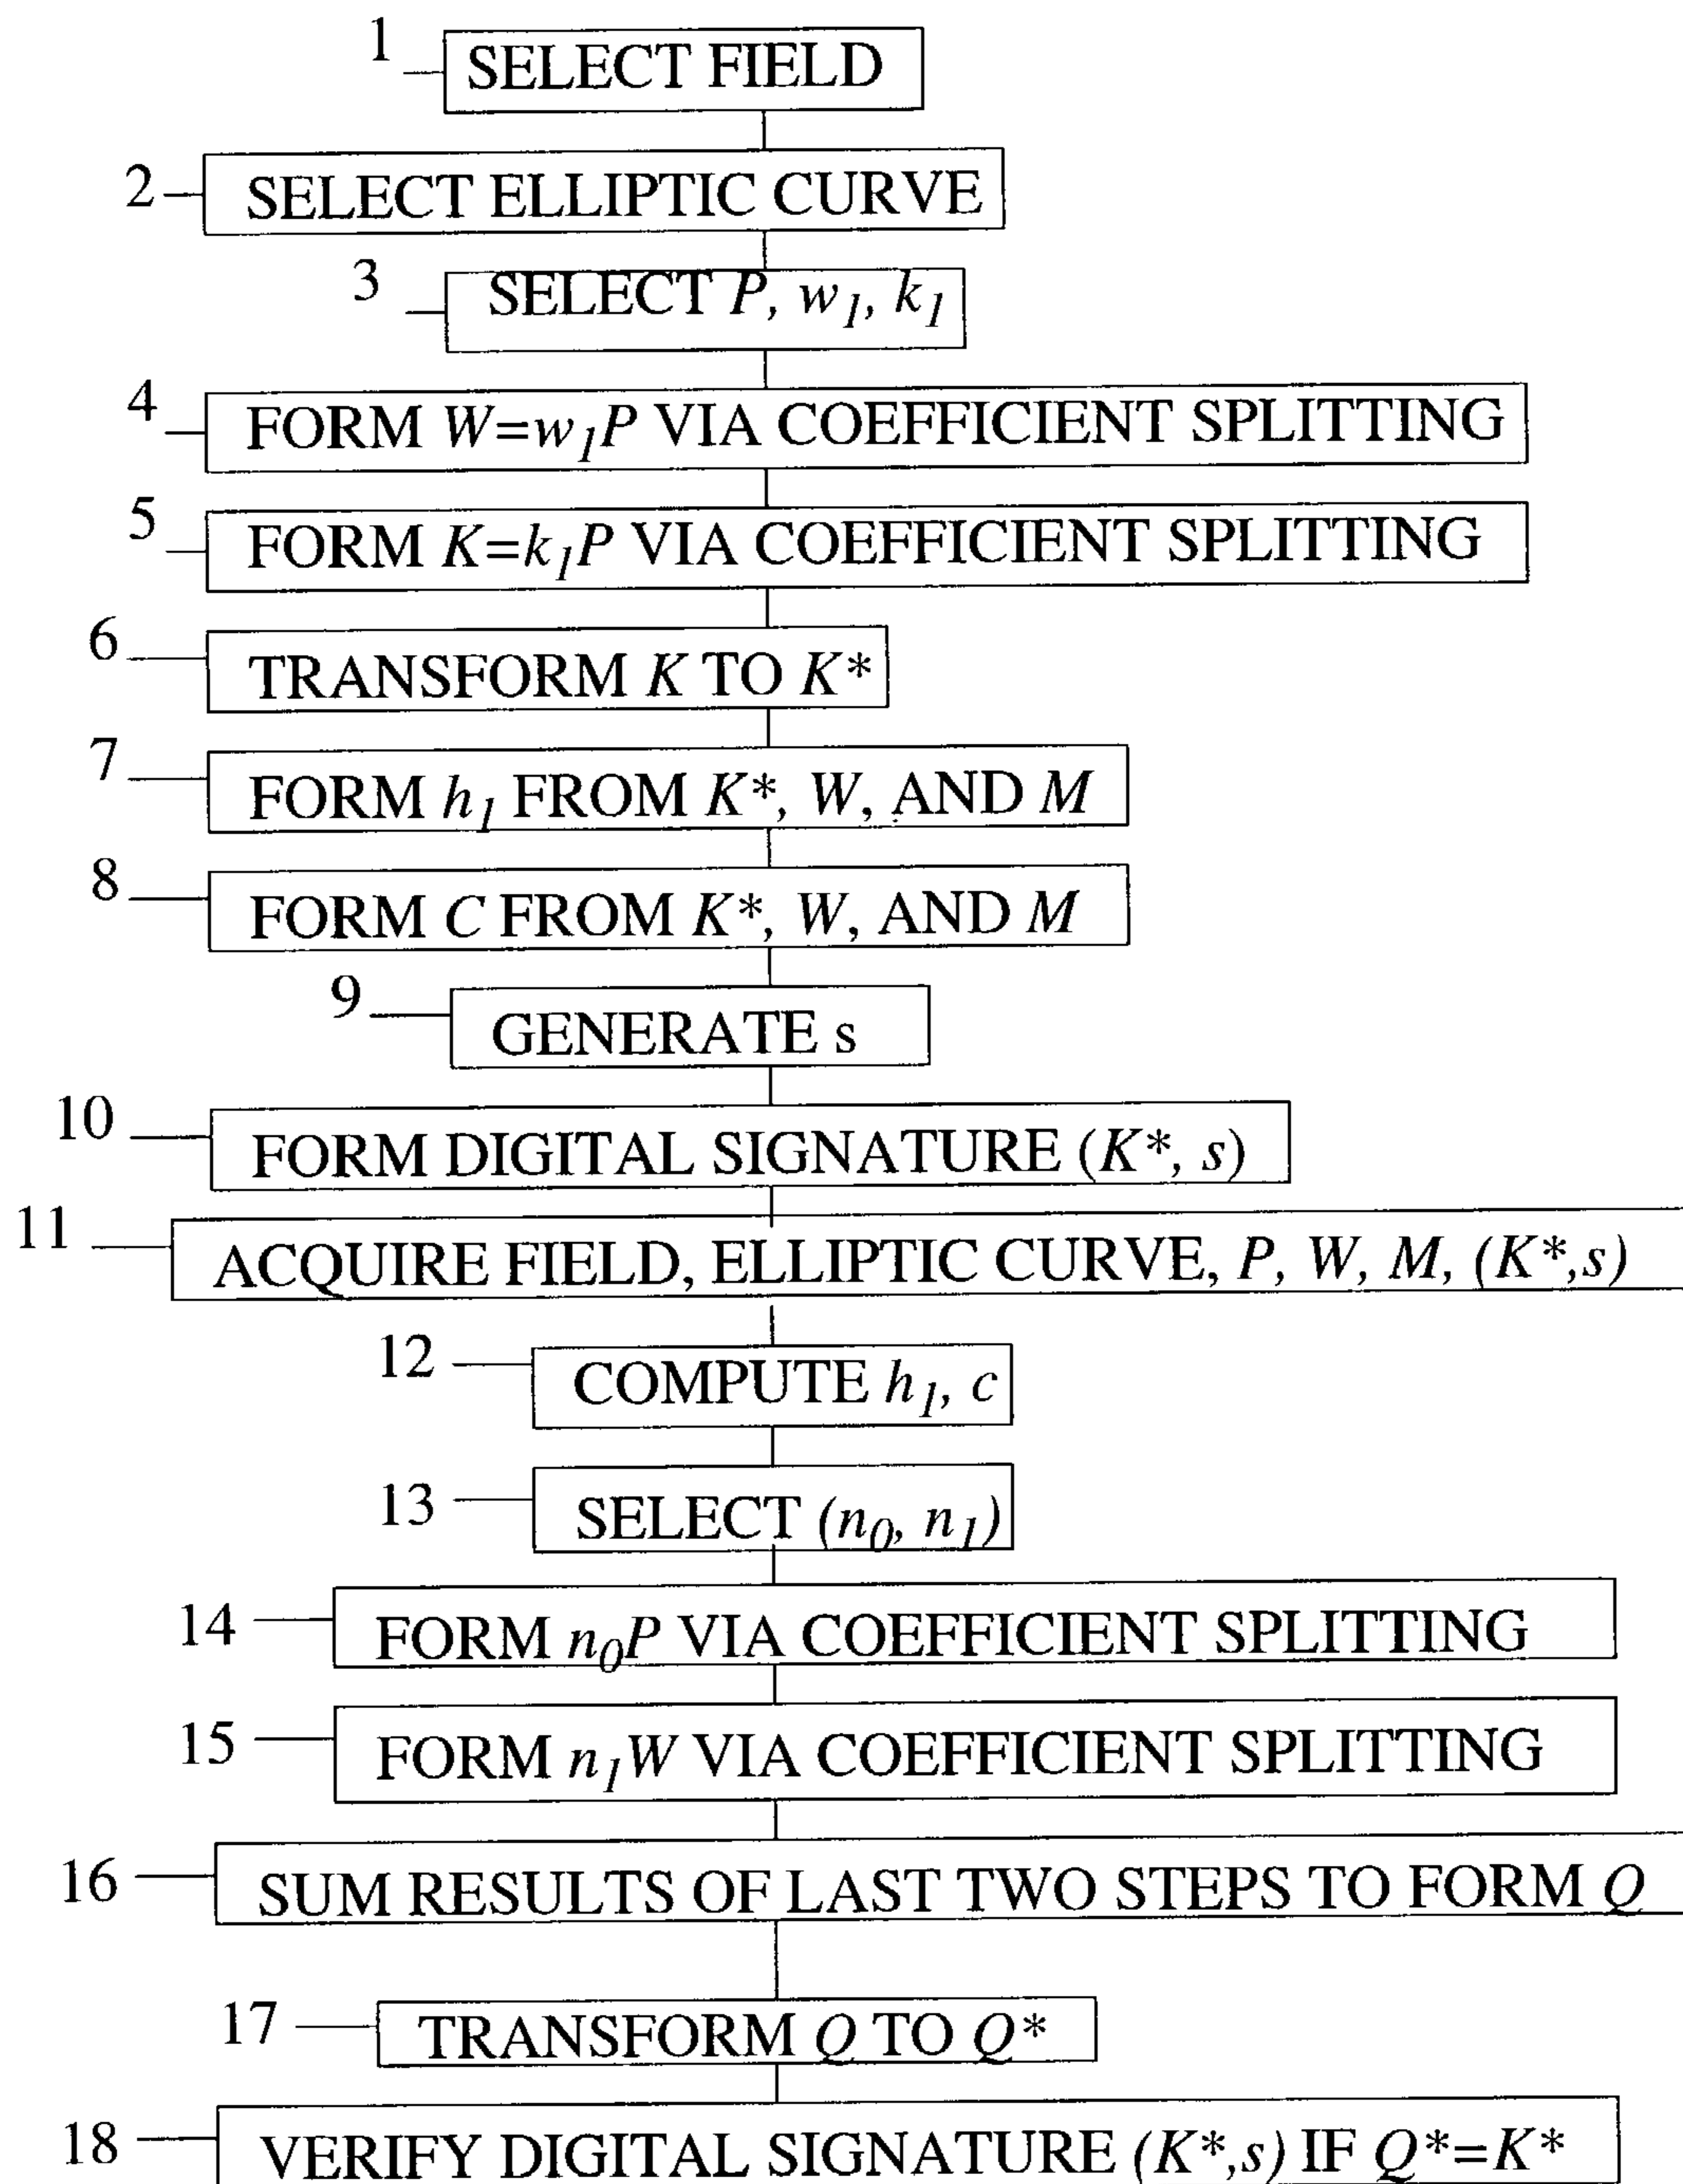 1 SELECT FIELD
2 SELECT ELLIPTIC CURVE
3 SELECT P, w₁, k₁
4 FORM W=w₁P VIA COEFFICIENT SPLITTING
5 FORM K=k₁P VIA COEFFICIENT SPLITTING
6 TRANSFORM K TO K*
7 FORM h₁ FROM K*, W, AND M
8 FORM C FROM K*, W, AND M
9 GENERATE s
10 FORM DIGITAL SIGNATURE (K*, s)
11 ACQUIRE FIELD, ELLIPTIC CURVE, P, W, M, (K*,s)
12 COMPUTE h₁, c
13 SELECT (n₀, n₁)
14 FORM n₀P VIA COEFFICIENT SPLITTING
15 FORM n₁W VIA COEFFICIENT SPLITTING
16 SUM RESULTS OF LAST TWO STEPS TO FORM Q
17 TRANSFORM Q TO Q*
18 VERIFY DIGITAL SIGNATURE (K*,s) IF Q*=K*